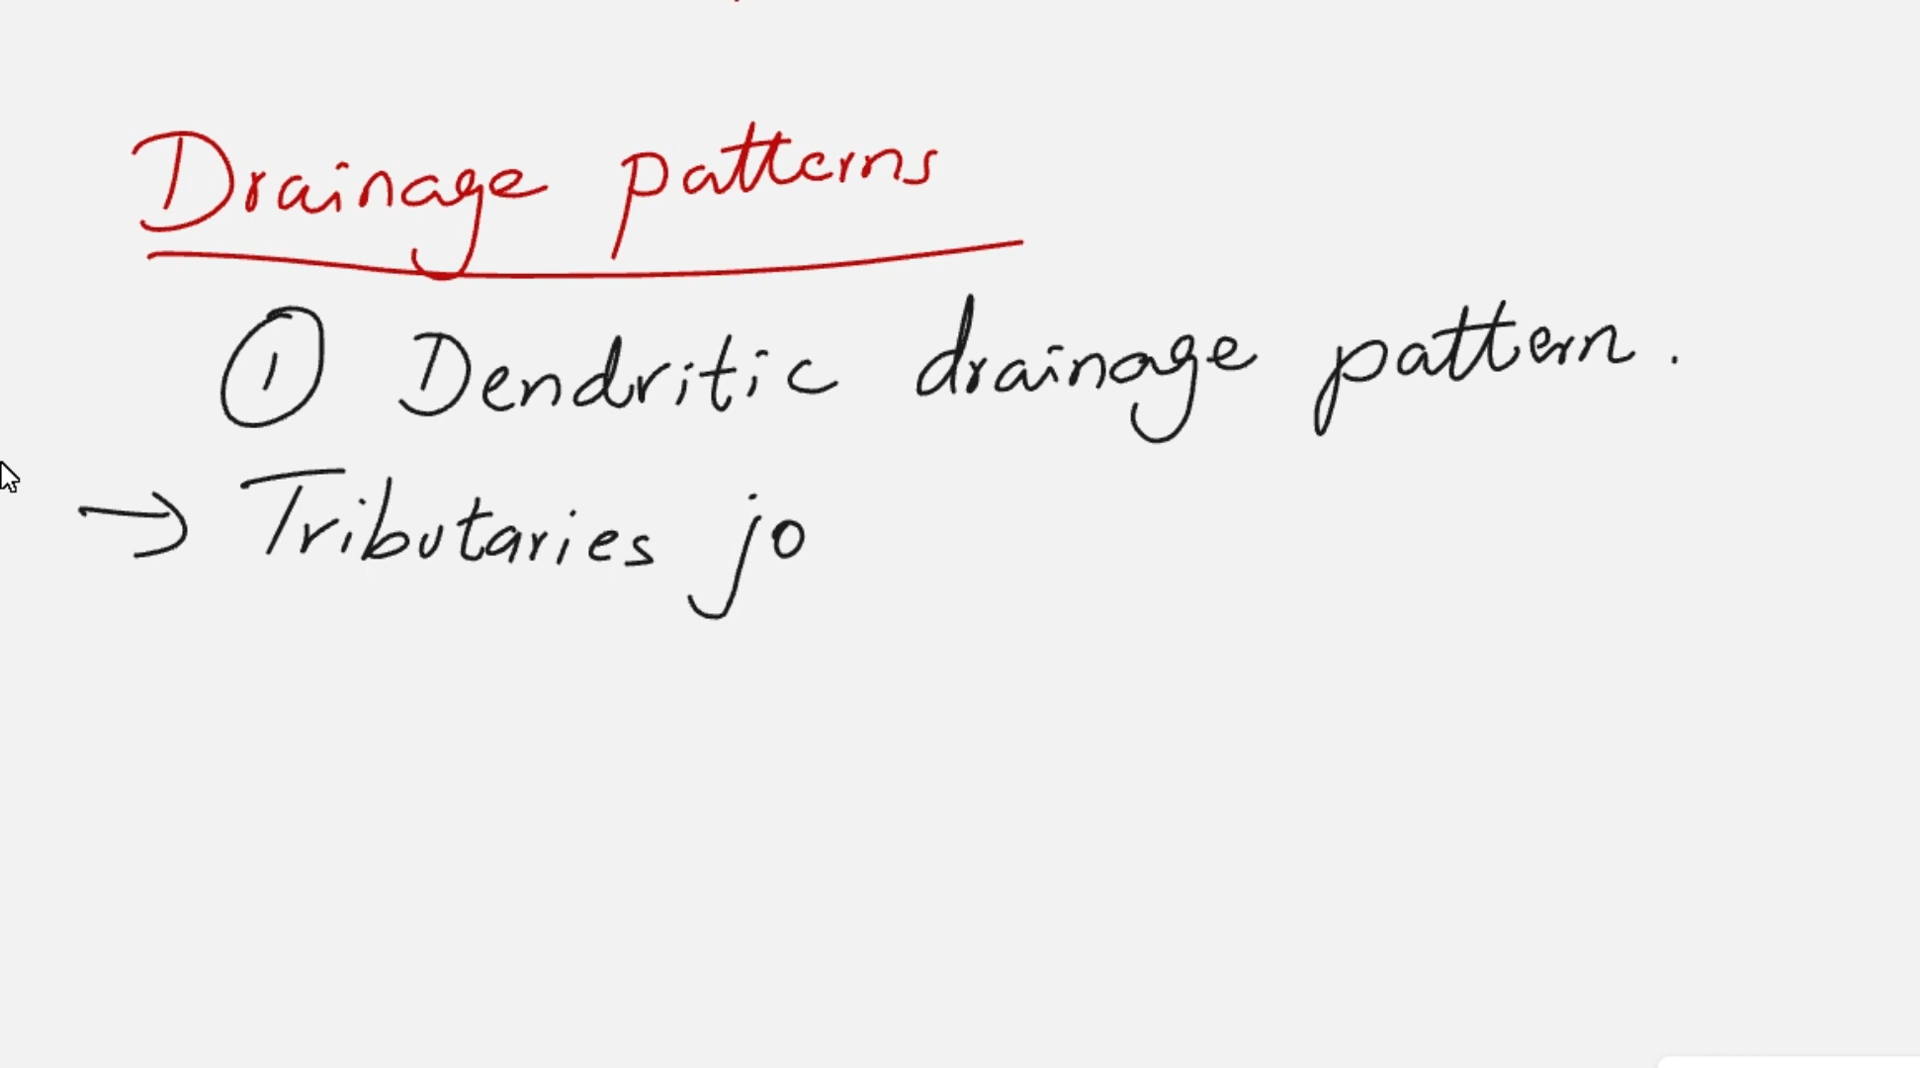 Drainage patterns
① Dendritic drainage pattern.
→ Tributaries jo